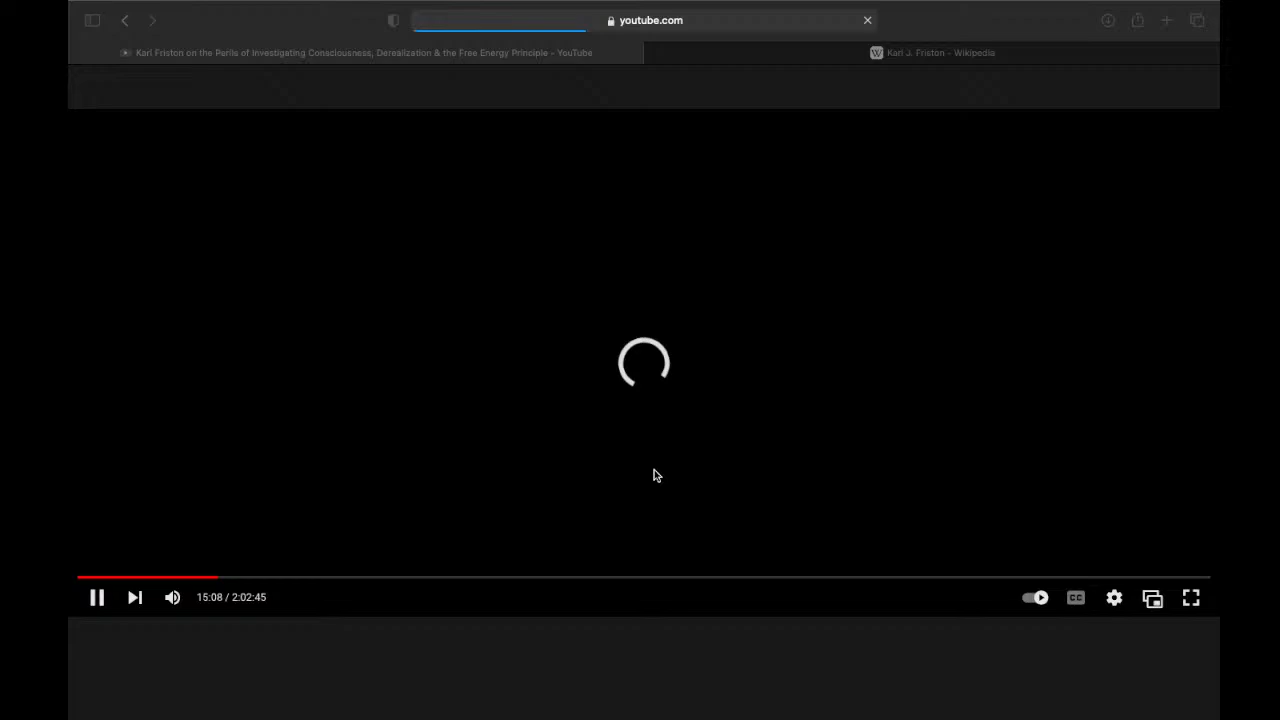 youtube.com
Karl Friston on the Perils of Investigating Consciousness, Derealization & the Free Energy Principle - YouTube
W Karl J. Friston - Wikipedia
15:08 / 2:02:45
CC